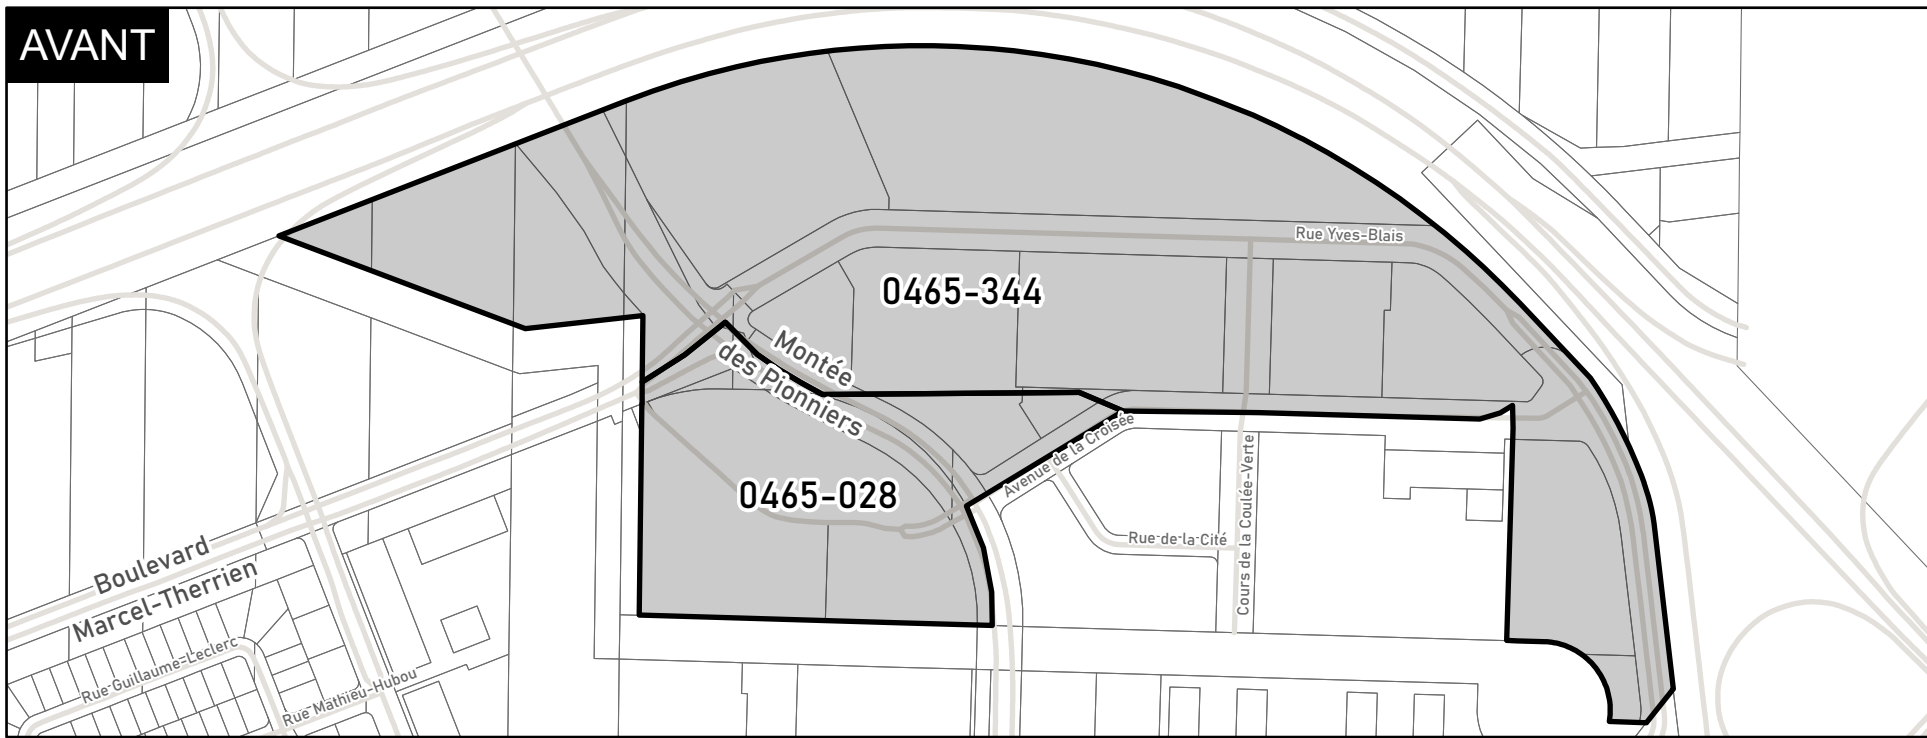 AVANT
Rue Yves-Blais
0465-344
Montée
des Pionniers
Avenue de la Croisée
0465-028
Cours de la Coulée-Verte
Rue-de-la-Cité
Boulevard
Marcel-Therrien
Rue Guillaume-Leclerc
Rue Mathieu-Hubou